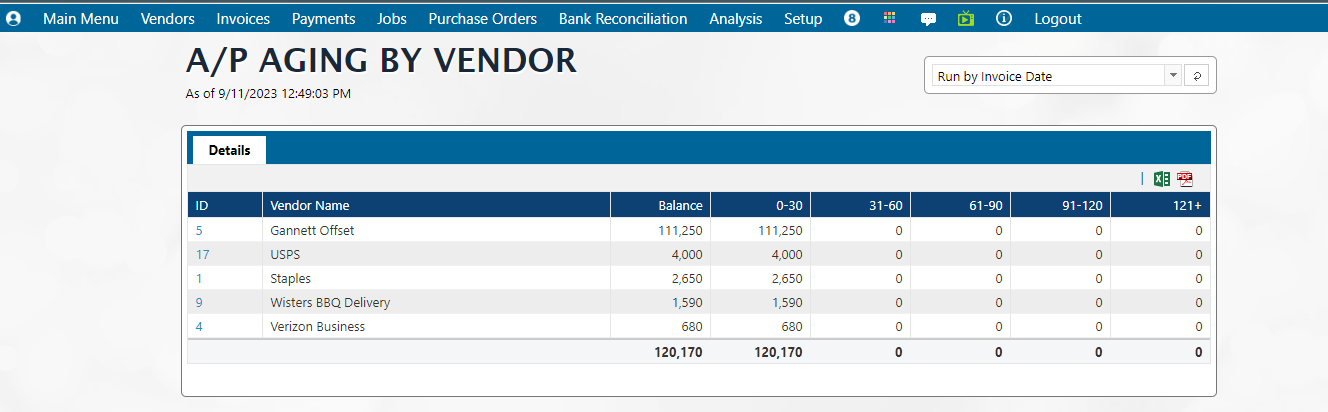 Main Menu Vendors Invoices Payments Jobs Purchase Orders Bank Reconciliation Analysis Setup 8 Logout
A/P AGING BY VENDOR
As of 9/11/2023 12:49:03 PM
Run by Invoice Date
Details
ID Vendor Name Balance 0-30 31-60 61-90 91-120 121+
5 Gannett Offset 111,250 111,250 0 0 0 0
17 USPS 4,000 4,000 0 0 0 0
1 Staples 2,650 2,650 0 0 0 0
9 Wisters BBQ Delivery 1,590 1,590 0 0 0 0
4 Verizon Business 680 680 0 0 0 0
120,170 120,170 0 0 0 0